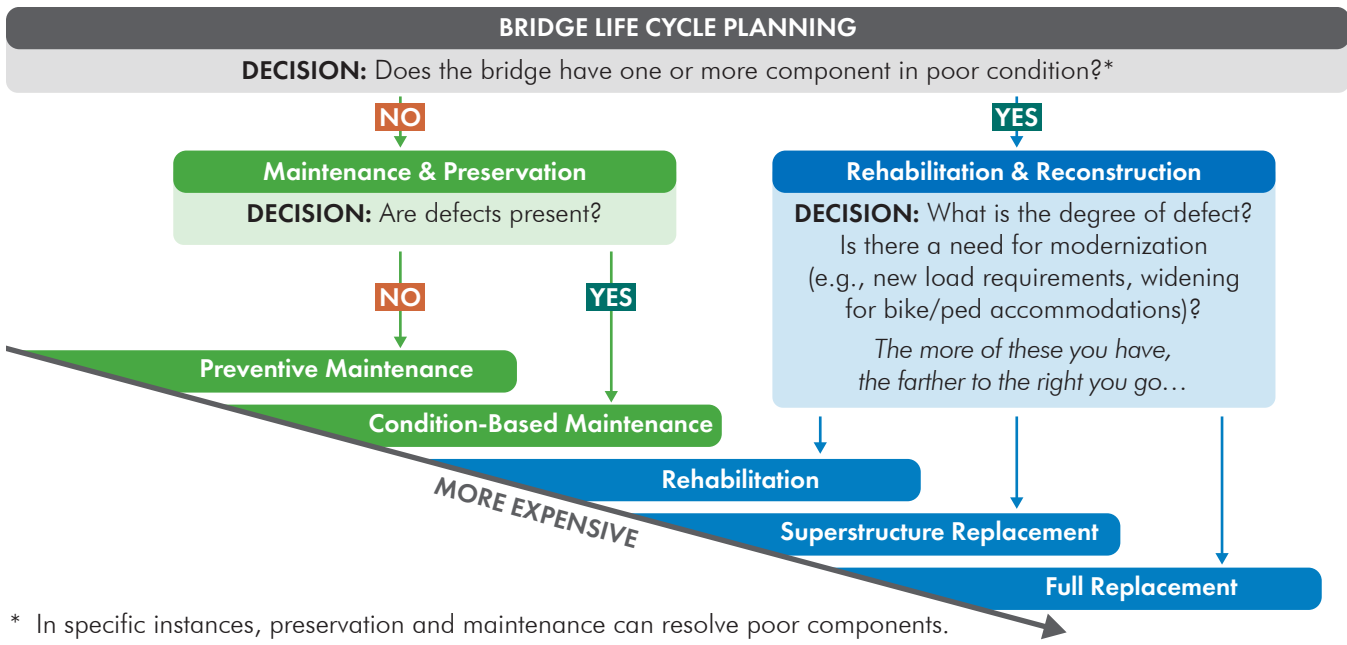 BRIDGE LIFE CYCLE PLANNING
DECISION: Does the bridge have one or more component in poor condition?*
NO
YES
Maintenance & Preservation
DECISION: Are defects present?
NO
YES
Rehabilitation & Reconstruction
DECISION: What is the degree of defect?
Is there a need for modernization
(e.g., new load requirements, widening
for bike/ped accommodations)?
The more of these you have,
the farther to the right you go…
Preventive Maintenance
Condition-Based Maintenance
Rehabilitation
Superstructure Replacement
Full Replacement
MORE EXPENSIVE
* In specific instances, preservation and maintenance can resolve poor components.